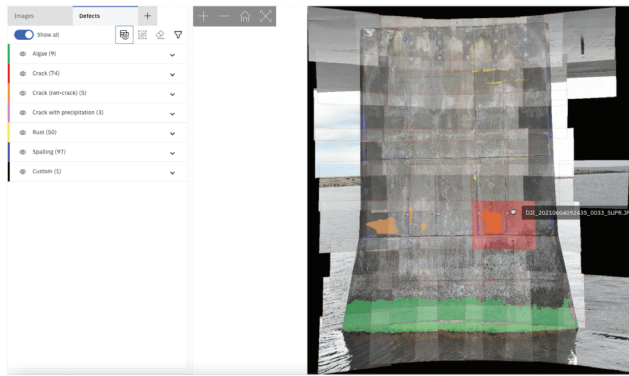 Images
Defects
Show all
Algae (9)
Crack (74)
Crack (net-crack) (5)
Crack with precipitation (3)
Rust (50)
Spalling (97)
Custom (1)
DJI_20210604092435_0033_SUPR.JP